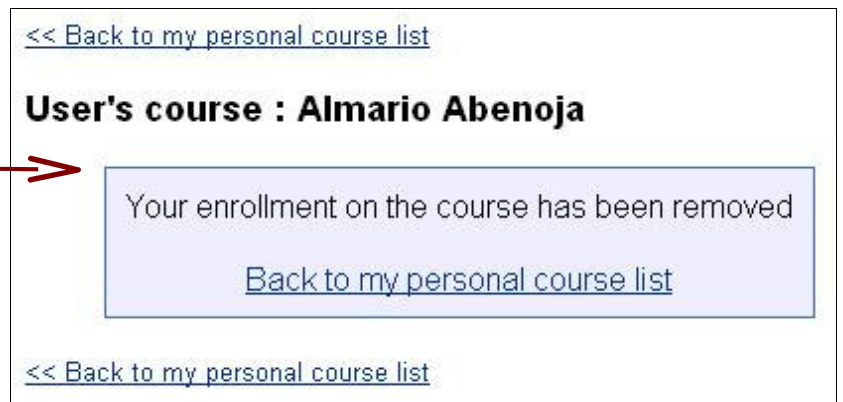 << Back to my personal course list
User's course : Almario Abenoja
Your enrollment on the course has been removed
Back to my personal course list
<< Back to my personal course list